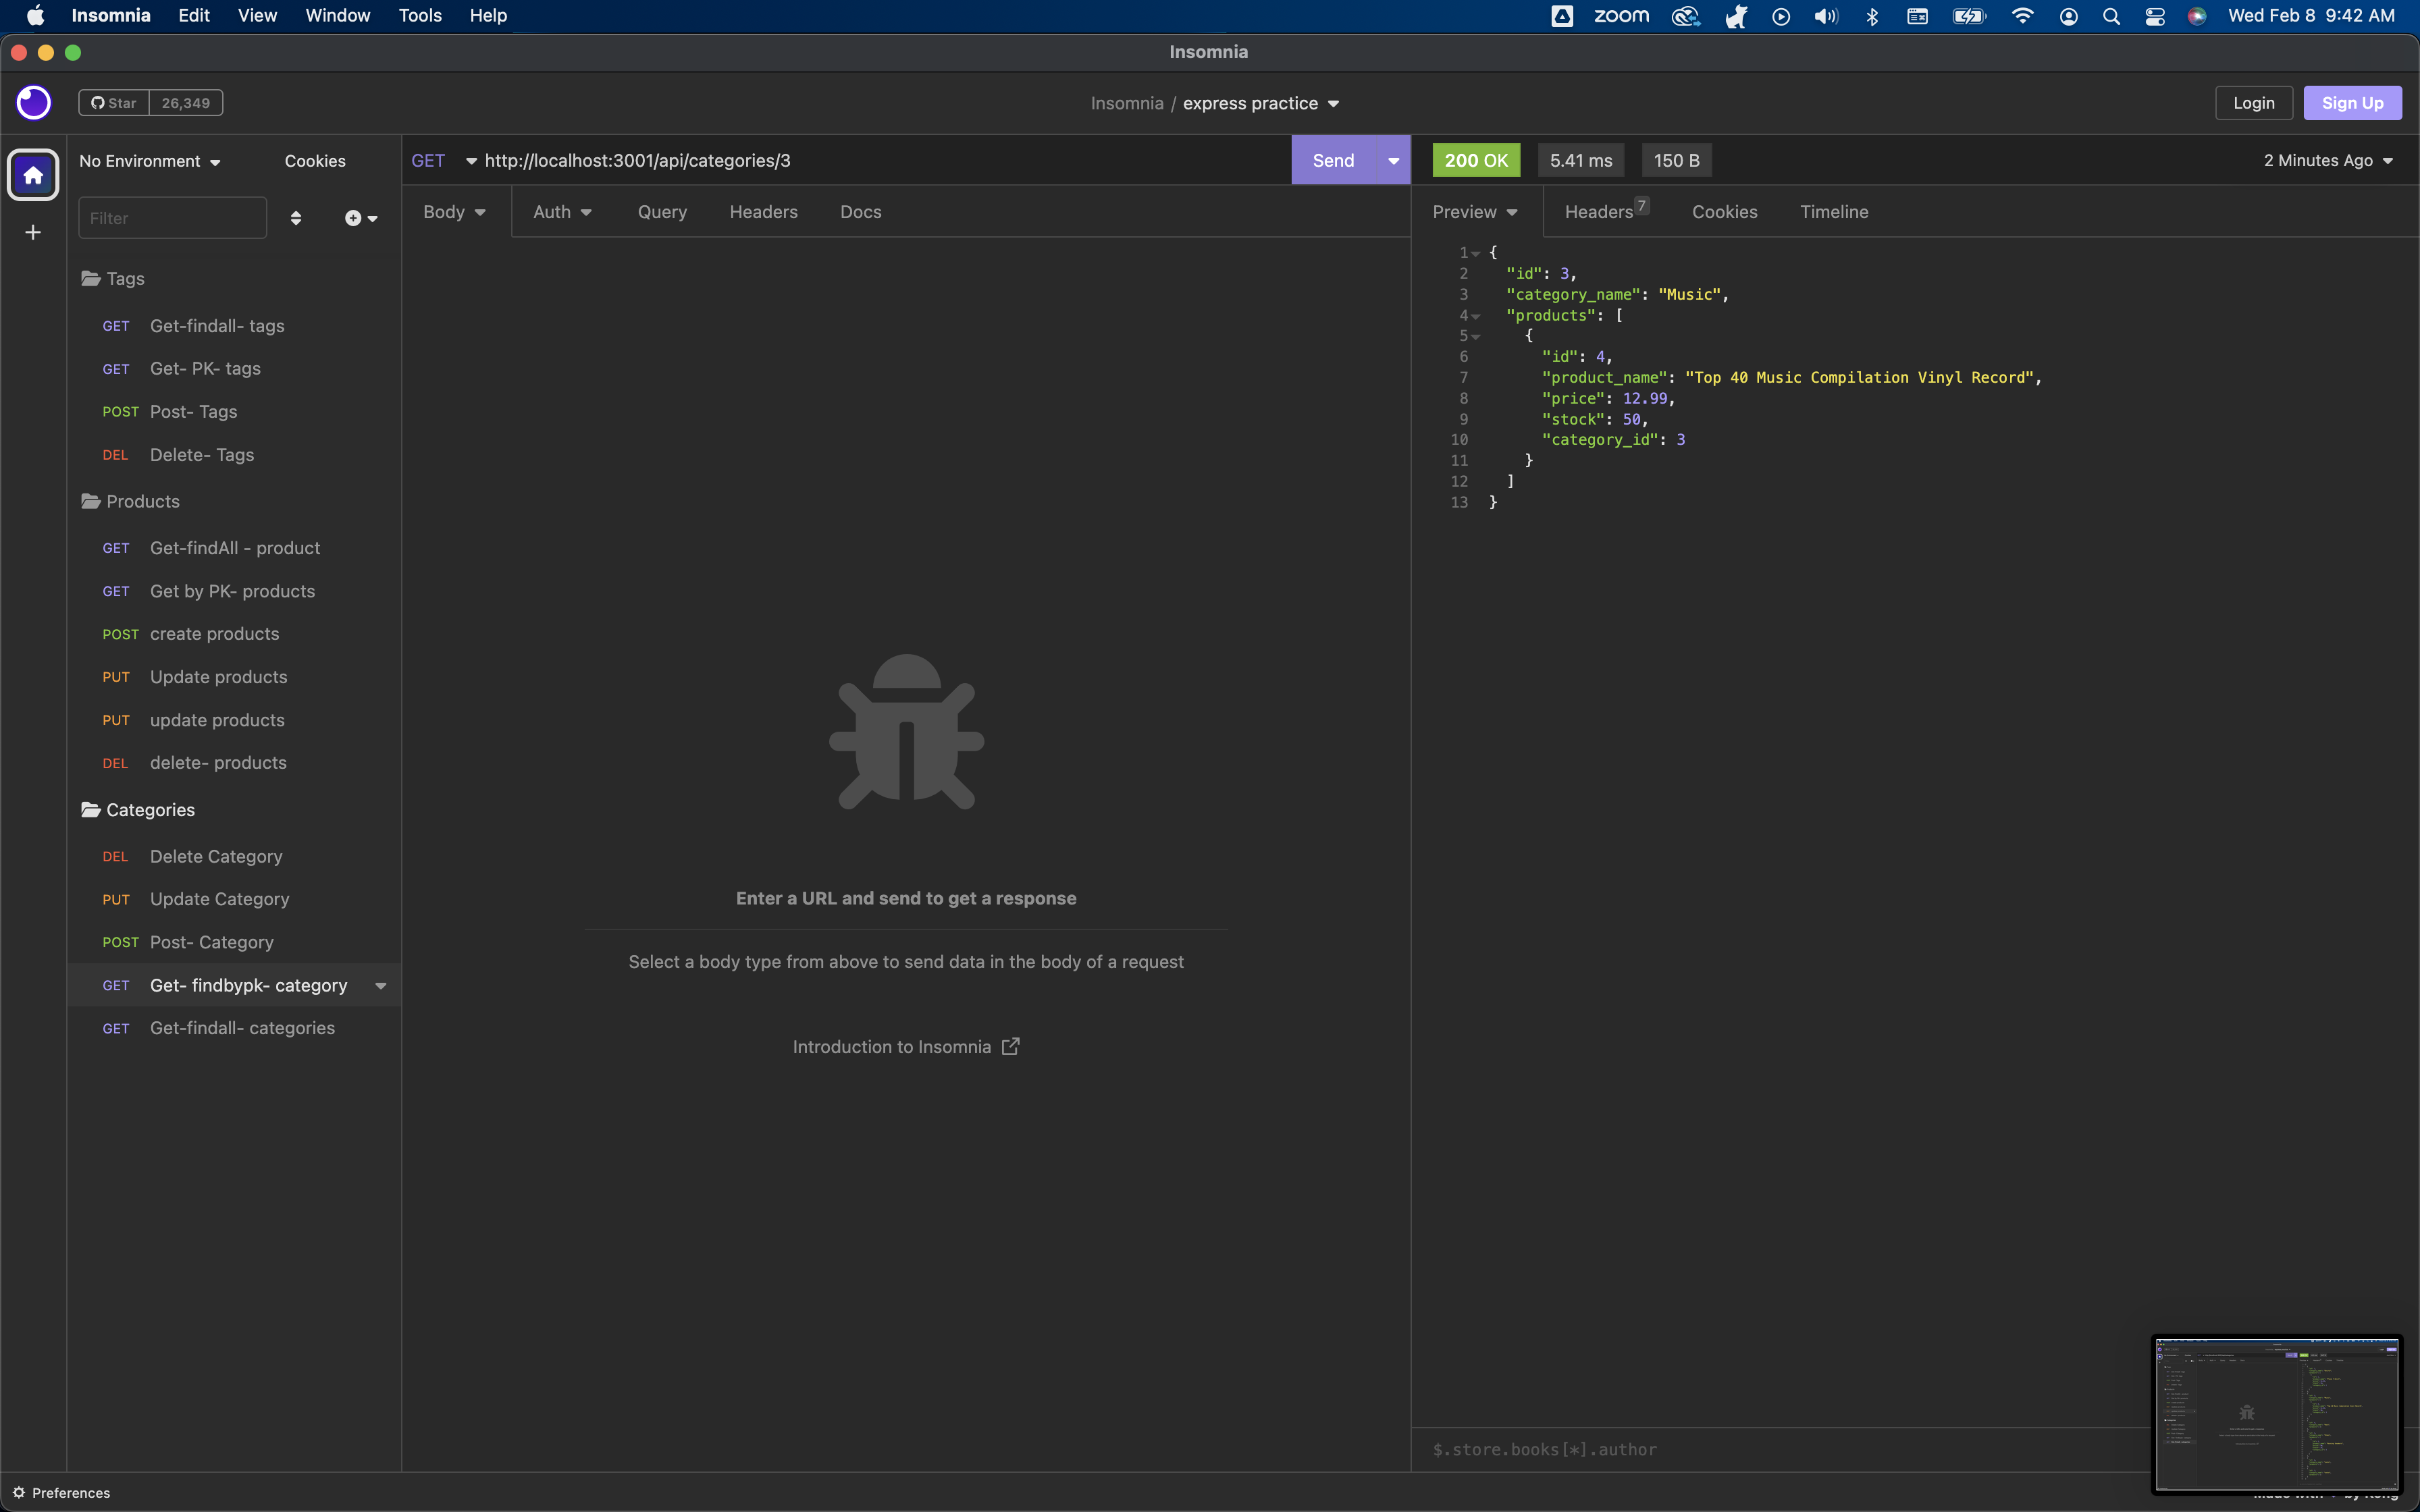 Insomnia Edit View Window Tools Help zoom Wed Feb 8 9:42 AM
Insomnia
Star 26,349 Insomnia / express practice Login Sign Up
No Environment Cookies
Filter
Tags
GET Get-findall- tags
GET Get- PK- tags
POST Post- Tags
DEL Delete- Tags
Products
GET Get-findAll - product
GET Get by PK- products
POST create products
PUT Update products
PUT update products
DEL delete- products
Categories
DEL Delete Category
PUT Update Category
POST Post- Category
GET Get- findbypk- category
GET Get-findall- categories
GET http://localhost:3001/api/categories/3 Send
Body Auth Query Headers Docs
Enter a URL and send to get a response
Select a body type from above to send data in the body of a request
Introduction to Insomnia
200 OK 5.41 ms 150 B 2 Minutes Ago
Preview Headers 7 Cookies Timeline
1 {
2 "id": 3,
3 "category_name": "Music",
4 "products": [
5 {
6 "id": 4,
7 "product_name": "Top 40 Music Compilation Vinyl Record",
8 "price": 12.99,
9 "stock": 50,
10 "category_id": 3
11 }
12 ]
13 }
$.store.books[*].author
Preferences